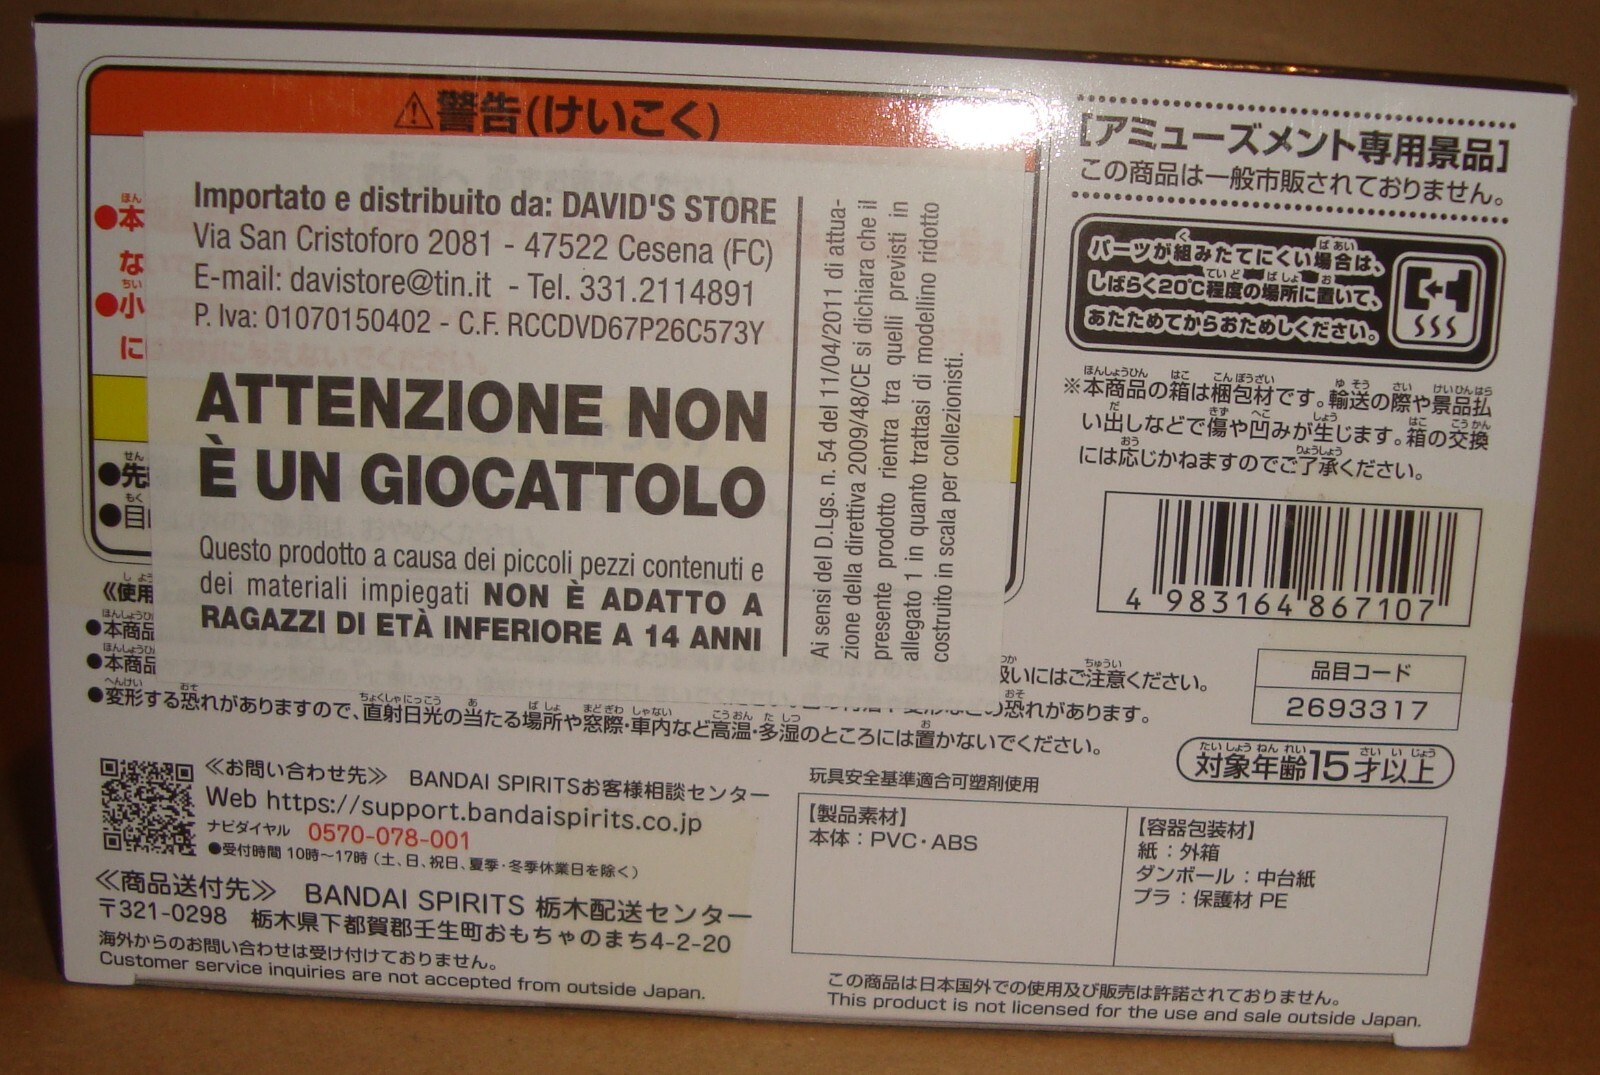 ⚠警告(けいこく)
Importato e distribuito da: DAVID'S STORE
Via San Cristoforo 2081 - 47522 Cesena (FC)
E-mail: davistore@tin.it - Tel. 331.2114891
P. Iva: 01070150402 - C.F. RCCDVD67P26C573Y
ATTENZIONE NON
È UN GIOCATTOLO
Questo prodotto a causa dei piccoli pezzi contenuti e
dei materiali impiegati NON È ADATTO A
RAGAZZI DI ETÀ INFERIORE A 14 ANNI
Ai sensi del D.Lgs. n. 54 del 11/04/2011 di attua-
zione della direttiva 2009/48/CE si dichiara che il
presente prodotto rientra tra quelli previsti in
allegato 1 in quanto trattasi di modellino ridotto
costruito in scala per collezionisti.
●本
な
●小
に
●先
●目
≪使用
●本商品
●本商品
扱いにはご注意ください。
の恐れがあります。
●変形する恐れがありますので、直射日光の当たる場所や窓際・車内など高温・多湿のところには置かないでください。
[アミューズメント専用景品]
この商品は一般市販されておりません。
パーツが組みたてにくい場合は、
しばらく20℃程度の場所に置いて、
あたためてからおためしください。
※本商品の箱は梱包材です。輸送の際や景品払
い出しなどで傷や凹みが生じます。箱の交換
には応じかねますのでご了承ください。
4 983164 867107
品目コード
2693317
対象年齢15才以上
≪お問い合わせ先≫ BANDAI SPIRITSお客様相談センター
Web https://support.bandaispirits.co.jp
ナビダイヤル 0570-078-001
●受付時間 10時～17時（土、日、祝日、夏季・冬季休業日を除く）
≪商品送付先≫ BANDAI SPIRITS 栃木配送センター
〒321-0298 栃木県下都賀郡壬生町おもちゃのまち4-2-20
海外からのお問い合わせは受け付けておりません。
Customer service inquiries are not accepted from outside Japan.
玩具安全基準適合可塑剤使用
【製品素材】
本体：PVC・ABS
【容器包装材】
紙：外箱
ダンボール：中台紙
プラ：保護材 PE
この商品は日本国外での使用及び販売は許諾されておりません。
This product is not licensed for the use and sale outside Japan.